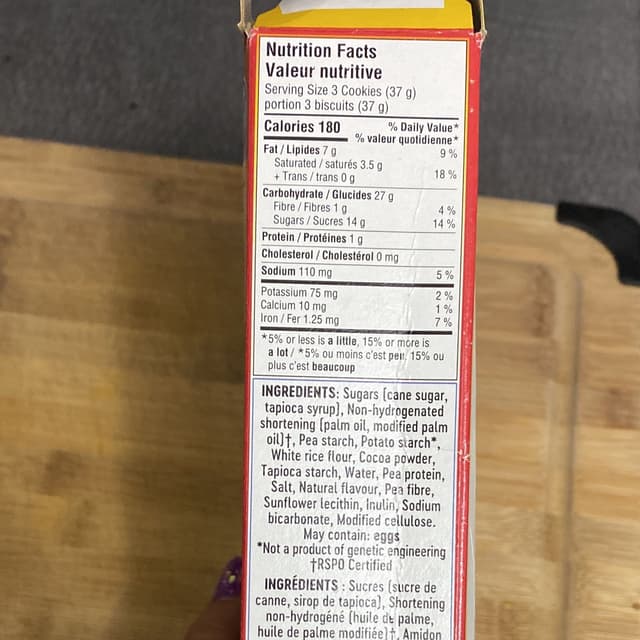 Nutrition Facts
Valeur nutritive
Serving Size 3 Cookies (37 g)
portion 3 biscuits (37 g)
Calories 180
% Daily Value*
% valeur quotidienne*
Fat / Lipides 7 g 9 %
Saturated / saturés 3.5 g
+ Trans / trans 0 g 18 %
Carbohydrate / Glucides 27 g
Fibre / Fibres 1 g 4 %
Sugars / Sucres 14 g 14 %
Protein / Protéines 1 g
Cholesterol / Cholestérol 0 mg
Sodium 110 mg 5 %
Potassium 75 mg 2 %
Calcium 10 mg 1 %
Iron / Fer 1.25 mg 7 %
*5% or less is a little, 15% or more is
a lot / *5% ou moins c'est peu, 15% ou
plus c'est beaucoup
INGREDIENTS: Sugars (cane sugar,
tapioca syrup), Non-hydrogenated
shortening (palm oil, modified palm
oil)†, Pea starch, Potato starch*,
White rice flour, Cocoa powder,
Tapioca starch, Water, Pea protein,
Salt, Natural flavour, Pea fibre,
Sunflower lecithin, Inulin, Sodium
bicarbonate, Modified cellulose.
May contain: eggs
*Not a product of genetic engineering
†RSPO Certified
INGRÉDIENTS : Sucres (sucre de
canne, sirop de tapioca), Shortening
non-hydrogéné (huile de palme,
huile de palme modifiée)†, Amidon